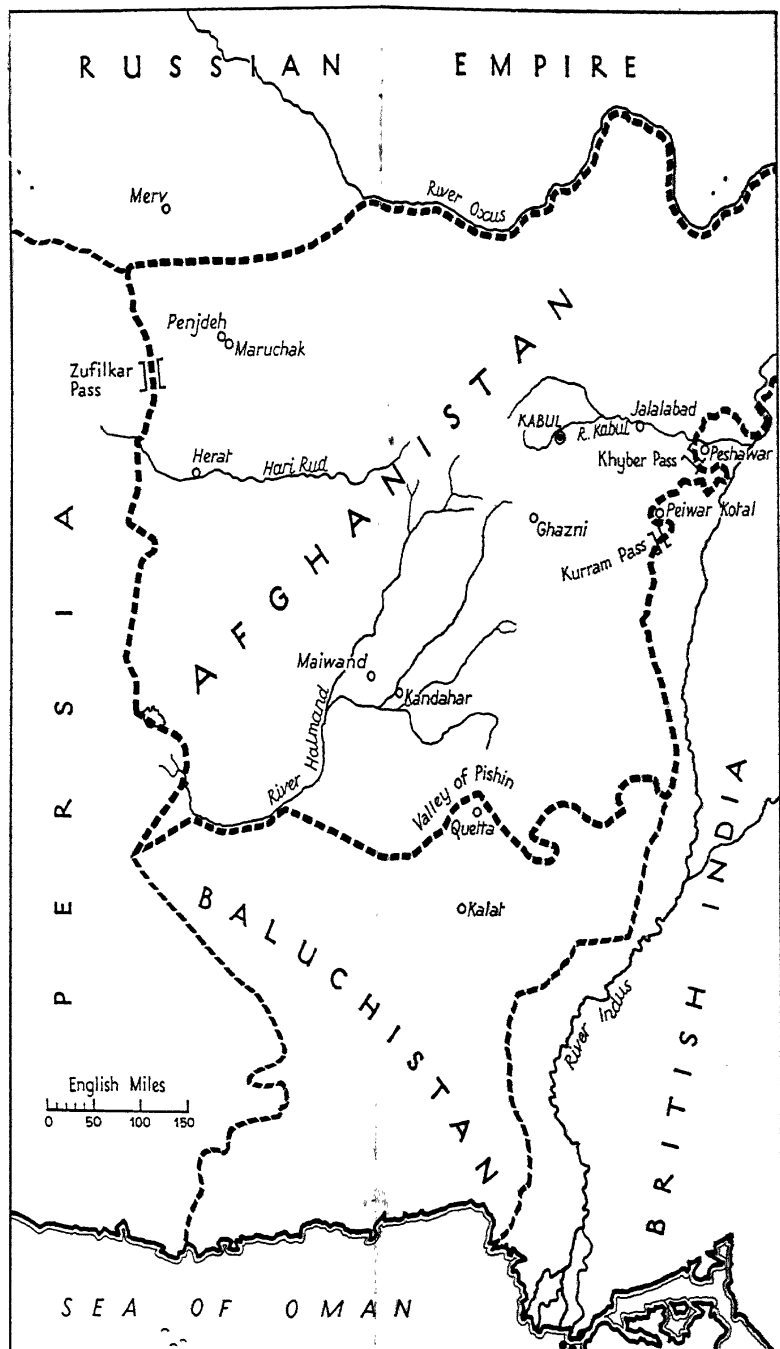 RUSSIAN EMPIRE
Merv
River Oxus
Penjdeh
Maruchak
Zufilkar
Pass
AFGHANISTAN
KABUL
R. Kabul
Jalalabad
Peshawar
Khyber Pass
Herat
Hari Rud
Ghazni
Peiwar Kotal
Kurram Pass
PERSIA
Maiwand
Kandahar
River Halmand
Valley of Pishin
Quetta
Kalat
BALUCHISTAN
BRITISH INDIA
River Indus
English Miles
0 50 100 150
SEA OF OMAN